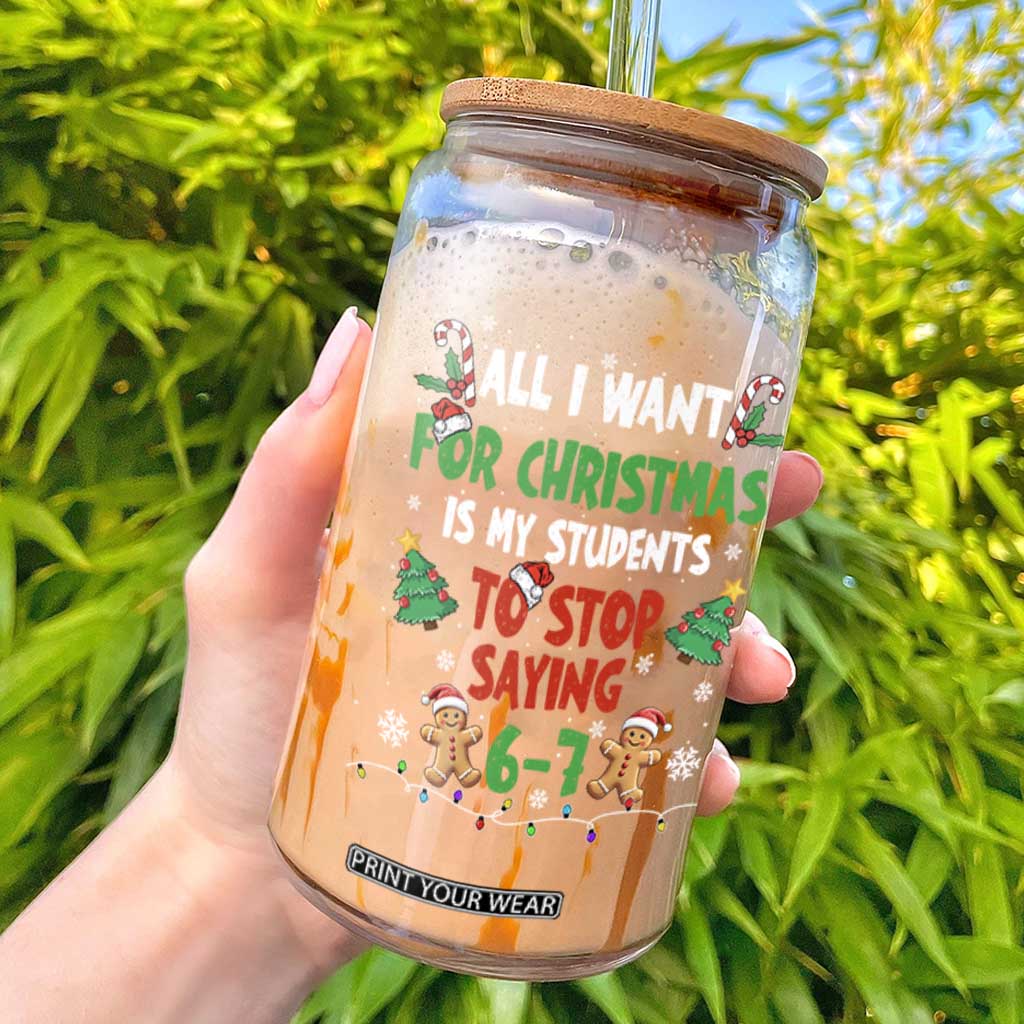 ALL I WANT
FOR CHRISTMAS
IS MY STUDENTS
TO STOP
SAYING
6-7
PRINT YOUR WEAR